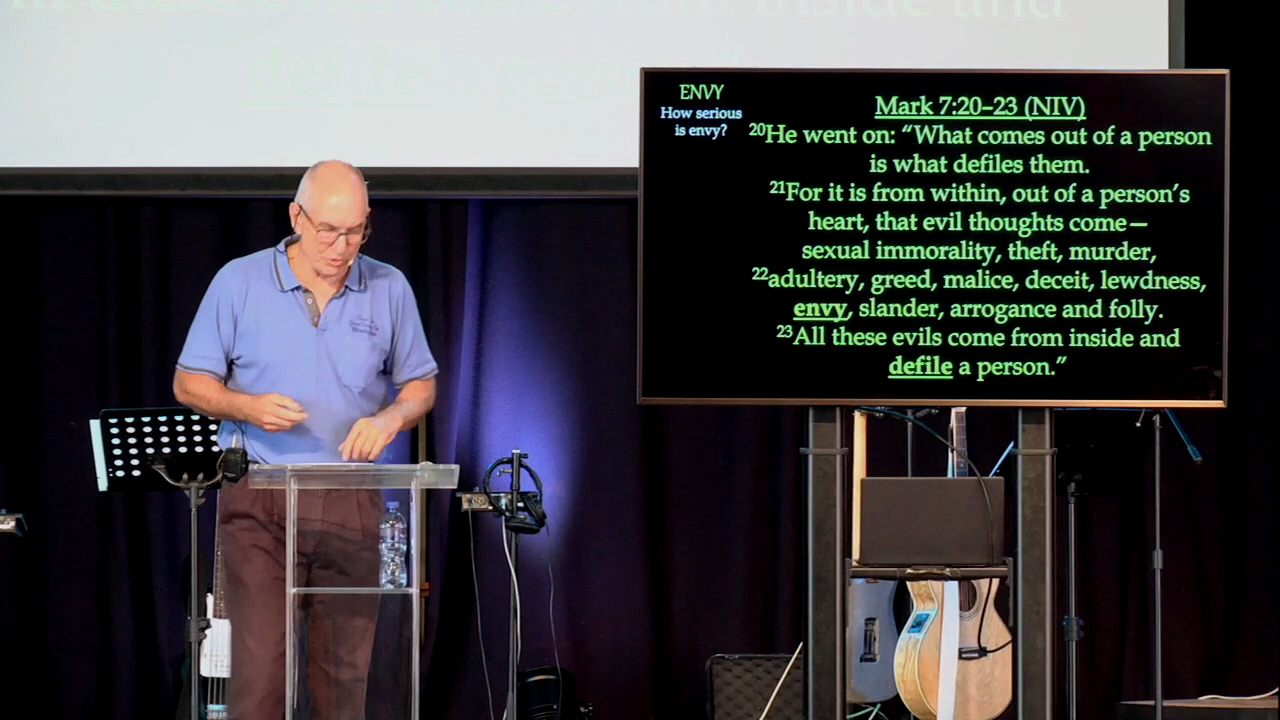 inside and
ENVY
How serious
is envy?
Mark 7:20–23 (NIV)
²⁰He went on: “What comes out of a person
is what defiles them.
²¹For it is from within, out of a person’s
heart, that evil thoughts come—
sexual immorality, theft, murder,
²²adultery, greed, malice, deceit, lewdness,
envy, slander, arrogance and folly.
²³All these evils come from inside and
defile a person.”